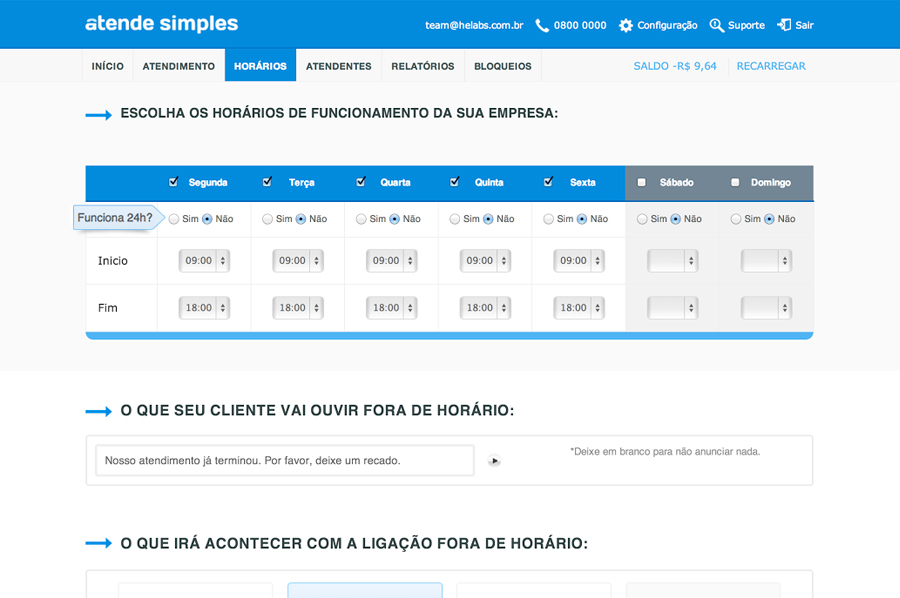 atende simples
team@helabs.com.br 0800 0000 Configuração Suporte Sair
INÍCIO ATENDIMENTO HORÁRIOS ATENDENTES RELATÓRIOS BLOQUEIOS SALDO -R$ 9,64 RECARREGAR
ESCOLHA OS HORÁRIOS DE FUNCIONAMENTO DA SUA EMPRESA:
Segunda Terça Quarta Quinta Sexta Sábado Domingo
Funciona 24h? Sim Não Sim Não Sim Não Sim Não Sim Não Sim Não Sim Não
Inicio 09:00 09:00 09:00 09:00 09:00
Fim 18:00 18:00 18:00 18:00 18:00
O QUE SEU CLIENTE VAI OUVIR FORA DE HORÁRIO:
Nosso atendimento já terminou. Por favor, deixe um recado. *Deixe em branco para não anunciar nada.
O QUE IRÁ ACONTECER COM A LIGAÇÃO FORA DE HORÁRIO: